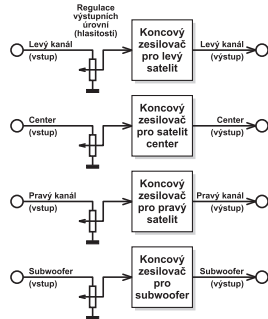 Regulace
výstupních
úrovní
(hlasitostí)
Levý kanál
(vstup)
Koncový
zesilovač
pro levý
satelit
Levý kanál
(výstup)
Center
(vstup)
Koncový
zesilovač
pro satelit
center
Center
(výstup)
Pravý kanál
(vstup)
Koncový
zesilovač
pro pravý
satelit
Pravý kanál
(výstup)
Subwoofer
(vstup)
Koncový
zesilovač
pro
subwoofer
Subwoofer
(výstup)